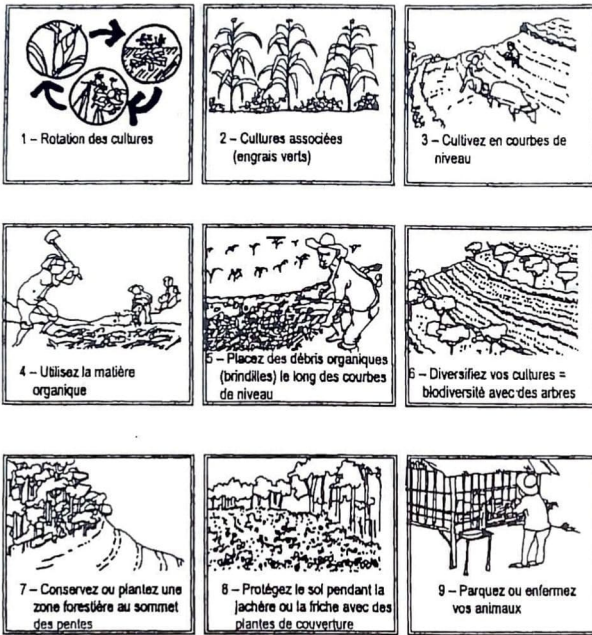 1 – Rotation des cultures
2 – Cultures associées
(engrais verts)
3 – Cultivez en courbes de
niveau
4 – Utilisez la matière
organique
5 – Placez des débris organiques
(brindilles) le long des courbes
de niveau
6 – Diversifiez vos cultures =
biodiversité avec des arbres
7 – Conservez ou plantez une
zone forestière au sommet
des pentes
8 – Protégez le sol pendant la
jachère ou la friche avec des
plantes de couverture
9 – Parquez ou enfermez
vos animaux